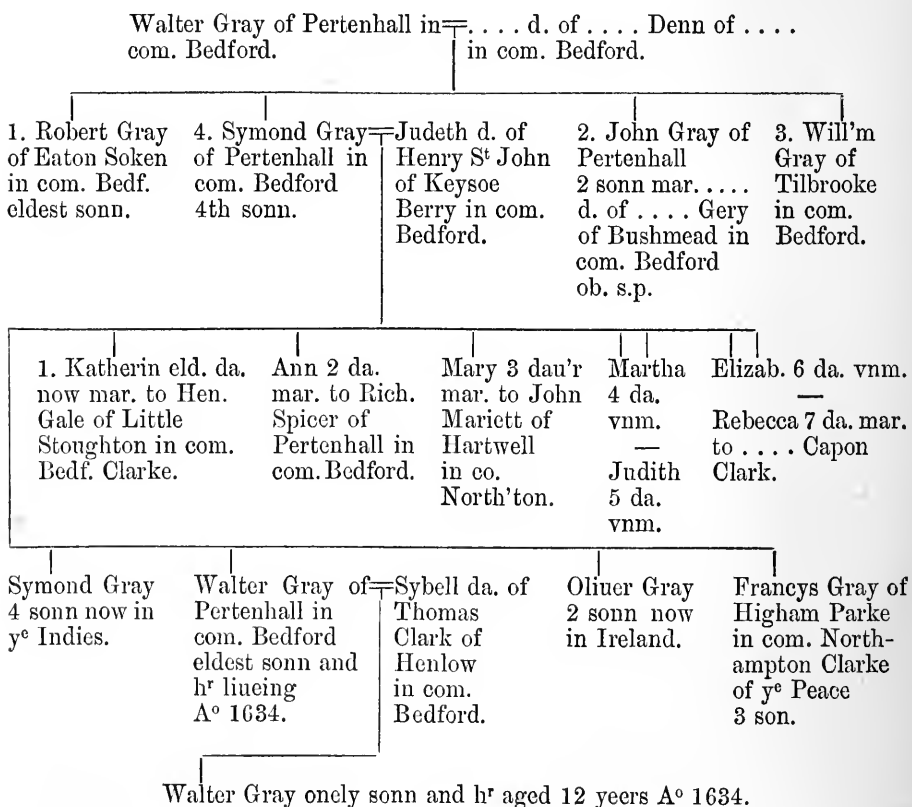 Walter Gray of Pertenhall in=. . . . d. of . . . . Denn of . . . .
com. Bedford.
in com. Bedford.
1. Robert Gray
of Eaton Soken
in com. Bedf.
eldest sonn.
4. Symond Gray=
of Pertenhall in
com. Bedford
4th sonn.
Judeth d. of
Henry Sᵗ John
of Keysoe
Berry in com.
Bedford.
2. John Gray of
Pertenhall
2 sonn mar. . . . .
d. of . . . . Gery
of Bushmead in
com. Bedford
ob. s.p.
3. Will'm
Gray of
Tilbrooke
in com.
Bedford.
1. Katherin eld. da.
now mar. to Hen.
Gale of Little
Stoughton in com.
Bedf. Clarke.
Ann 2 da.
mar. to Rich.
Spicer of
Pertenhall in
com. Bedford.
Mary 3 dau'r
mar. to John
Mariett of
Hartwell
in co.
North'ton.
Martha
4 da.
vnm.
—
Judith
5 da.
vnm.
Elizab. 6 da. vnm.
—
Rebecca 7 da. mar.
to . . . . Capon
Clark.
Symond Gray
4 sonn now in
yᵉ Indies.
Walter Gray of=
Pertenhall in
com. Bedford
eldest sonn and
hʳ liueing
Aᵒ 1634.
Sybell da. of
Thomas
Clark of
Henlow
in com.
Bedford.
Oliuer Gray
2 sonn now
in Ireland.
Francys Gray of
Higham Parke
in com. North-
ampton Clarke
of yᵉ Peace
3 son.
Walter Gray onely sonn and hʳ aged 12 yeers Aᵒ 1634.